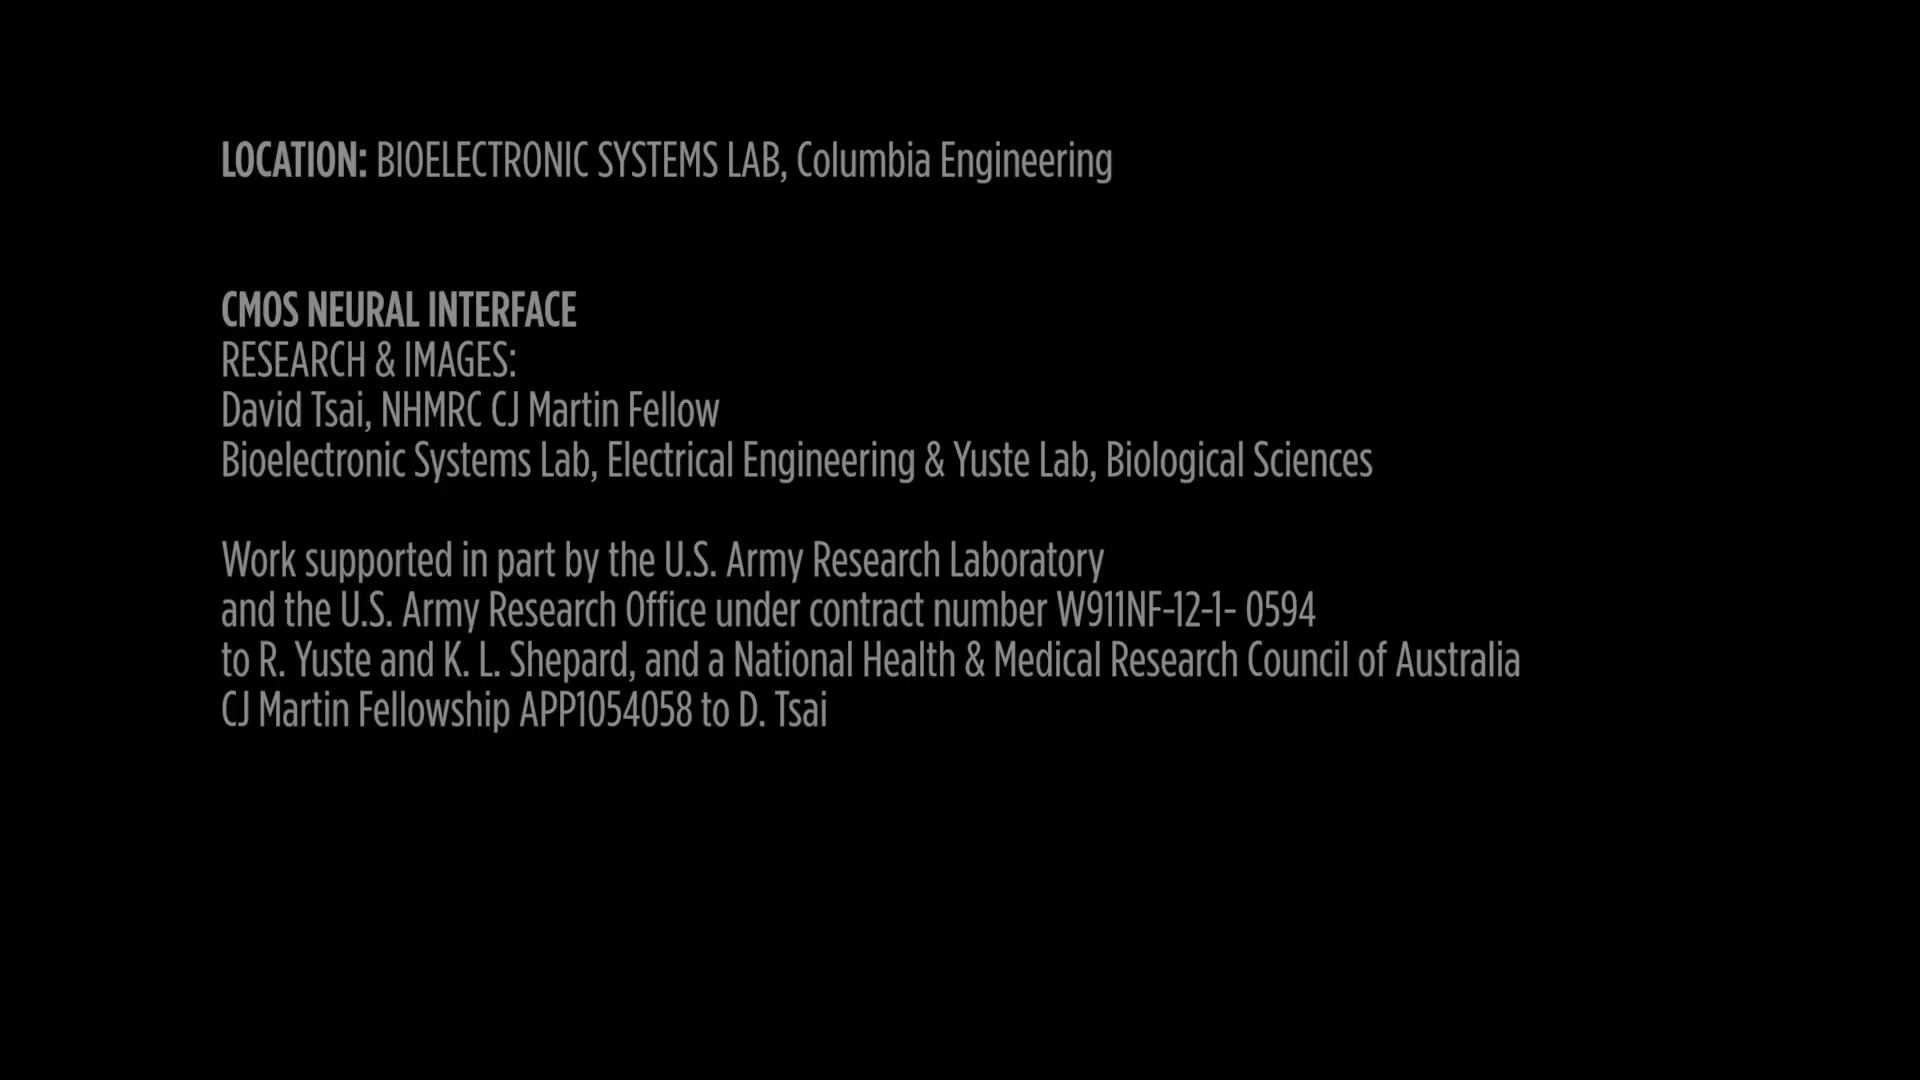 LOCATION: BIOELECTRONIC SYSTEMS LAB, Columbia Engineering
CMOS NEURAL INTERFACE
RESEARCH & IMAGES:
David Tsai, NHMRC CJ Martin Fellow
Bioelectronic Systems Lab, Electrical Engineering & Yuste Lab, Biological Sciences
Work supported in part by the U.S. Army Research Laboratory
and the U.S. Army Research Office under contract number W911NF-12-1- 0594
to R. Yuste and K. L. Shepard, and a National Health & Medical Research Council of Australia
CJ Martin Fellowship APP1054058 to D. Tsai